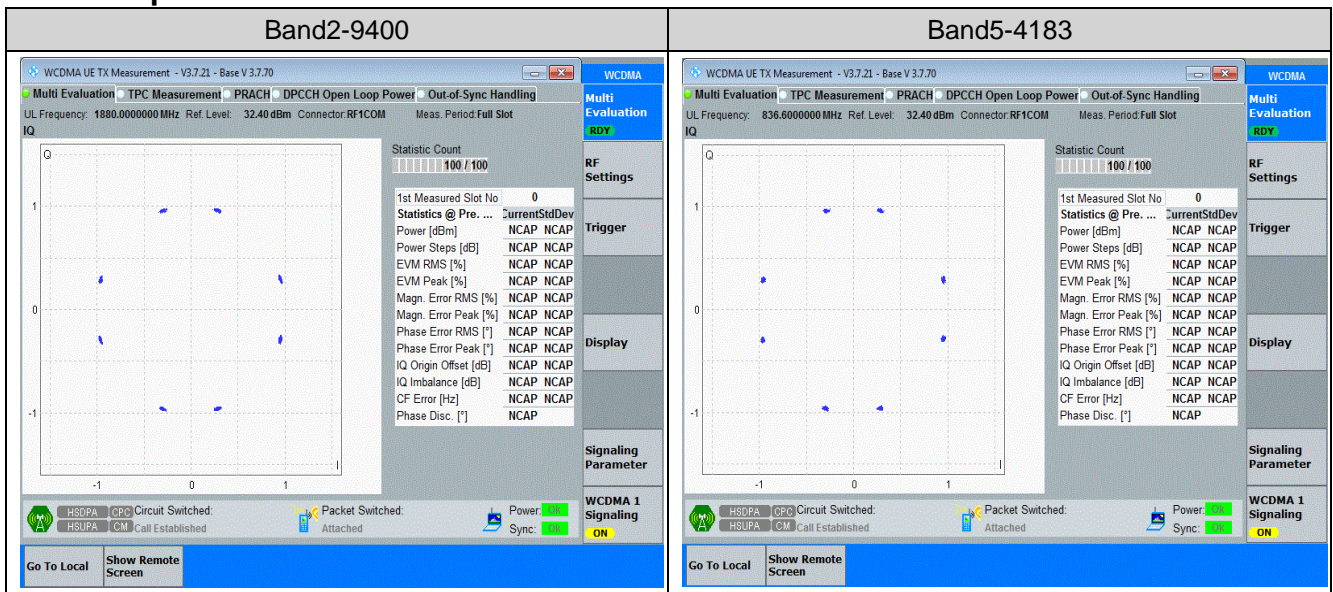 Band2-9400
Band5-4183
WCDMA UE TX Measurement - V3.7.21 - Base V 3.7.70
WCDMA
Multi Evaluation TPC Measurement PRACH DPCCH Open Loop Power Out-of-Sync Handling
Multi Evaluation
RDY
UL Frequency: 1880.0000000 MHz Ref. Level: 32.40 dBm Connector: RF1COM Meas. Period: Full Slot
IQ
Q
1
0
-1
-1 0 1
I
Statistic Count
100 / 100
1st Measured Slot No 0
Statistics @ Pre. ... Current StdDev
Power [dBm] NCAP NCAP
Power Steps [dB] NCAP NCAP
EVM RMS [%] NCAP NCAP
EVM Peak [%] NCAP NCAP
Magn. Error RMS [%] NCAP NCAP
Magn. Error Peak [%] NCAP NCAP
Phase Error RMS [°] NCAP NCAP
Phase Error Peak [°] NCAP NCAP
IQ Origin Offset [dB] NCAP NCAP
IQ Imbalance [dB] NCAP NCAP
CF Error [Hz] NCAP NCAP
Phase Disc. [°] NCAP
RF Settings
Trigger
Display
Signaling Parameter
WCDMA 1 Signaling
ON
HSDPA CPC Circuit Switched: Packet Switched: Power: OK
HSUPA CM Call Established Attached Sync: OK
Go To Local Show Remote Screen
WCDMA UE TX Measurement - V3.7.21 - Base V 3.7.70
WCDMA
Multi Evaluation TPC Measurement PRACH DPCCH Open Loop Power Out-of-Sync Handling
Multi Evaluation
RDY
UL Frequency: 836.6000000 MHz Ref. Level: 32.40 dBm Connector: RF1COM Meas. Period: Full Slot
IQ
Q
1
0
-1
-1 0 1
I
Statistic Count
100 / 100
1st Measured Slot No 0
Statistics @ Pre. ... Current StdDev
Power [dBm] NCAP NCAP
Power Steps [dB] NCAP NCAP
EVM RMS [%] NCAP NCAP
EVM Peak [%] NCAP NCAP
Magn. Error RMS [%] NCAP NCAP
Magn. Error Peak [%] NCAP NCAP
Phase Error RMS [°] NCAP NCAP
Phase Error Peak [°] NCAP NCAP
IQ Origin Offset [dB] NCAP NCAP
IQ Imbalance [dB] NCAP NCAP
CF Error [Hz] NCAP NCAP
Phase Disc. [°] NCAP
RF Settings
Trigger
Display
Signaling Parameter
WCDMA 1 Signaling
ON
HSDPA CPC Circuit Switched: Packet Switched: Power: OK
HSUPA CM Call Established Attached Sync: OK
Go To Local Show Remote Screen